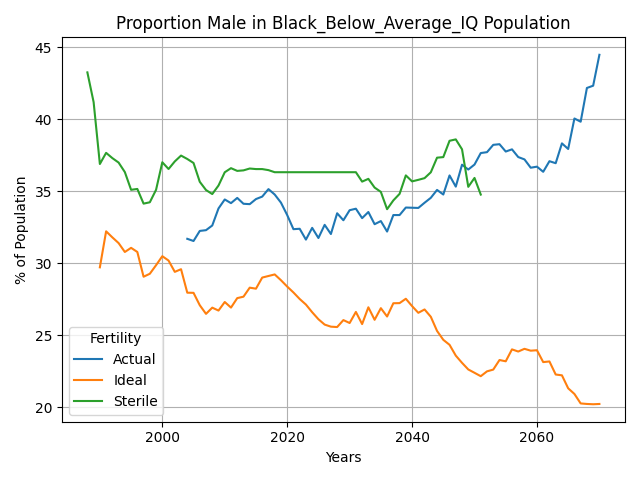 Proportion Male in Black_Below_Average_IQ Population
% of Population
45
40
35
30
25
20
Fertility
Actual
Ideal
Sterile
2000
2020
2040
2060
Years